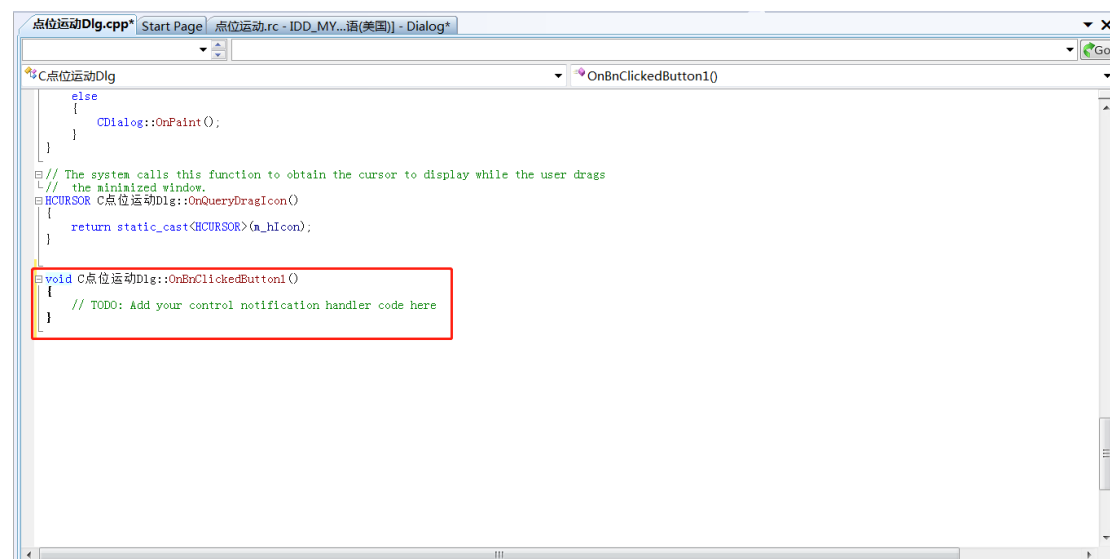 点位运动Dlg.cpp* Start Page 点位运动.rc - IDD_MY...语(美国)] - Dialog*
Go
C点位运动Dlg OnBnClickedButton1()
else
{
CDialog::OnPaint();
}
}
// The system calls this function to obtain the cursor to display while the user drags
//  the minimized window.
HCURSOR C点位运动Dlg::OnQueryDragIcon()
{
return static_cast<HCURSOR>(m_hIcon);
}
void C点位运动Dlg::OnBnClickedButton1()
{
// TODO: Add your control notification handler code here
}